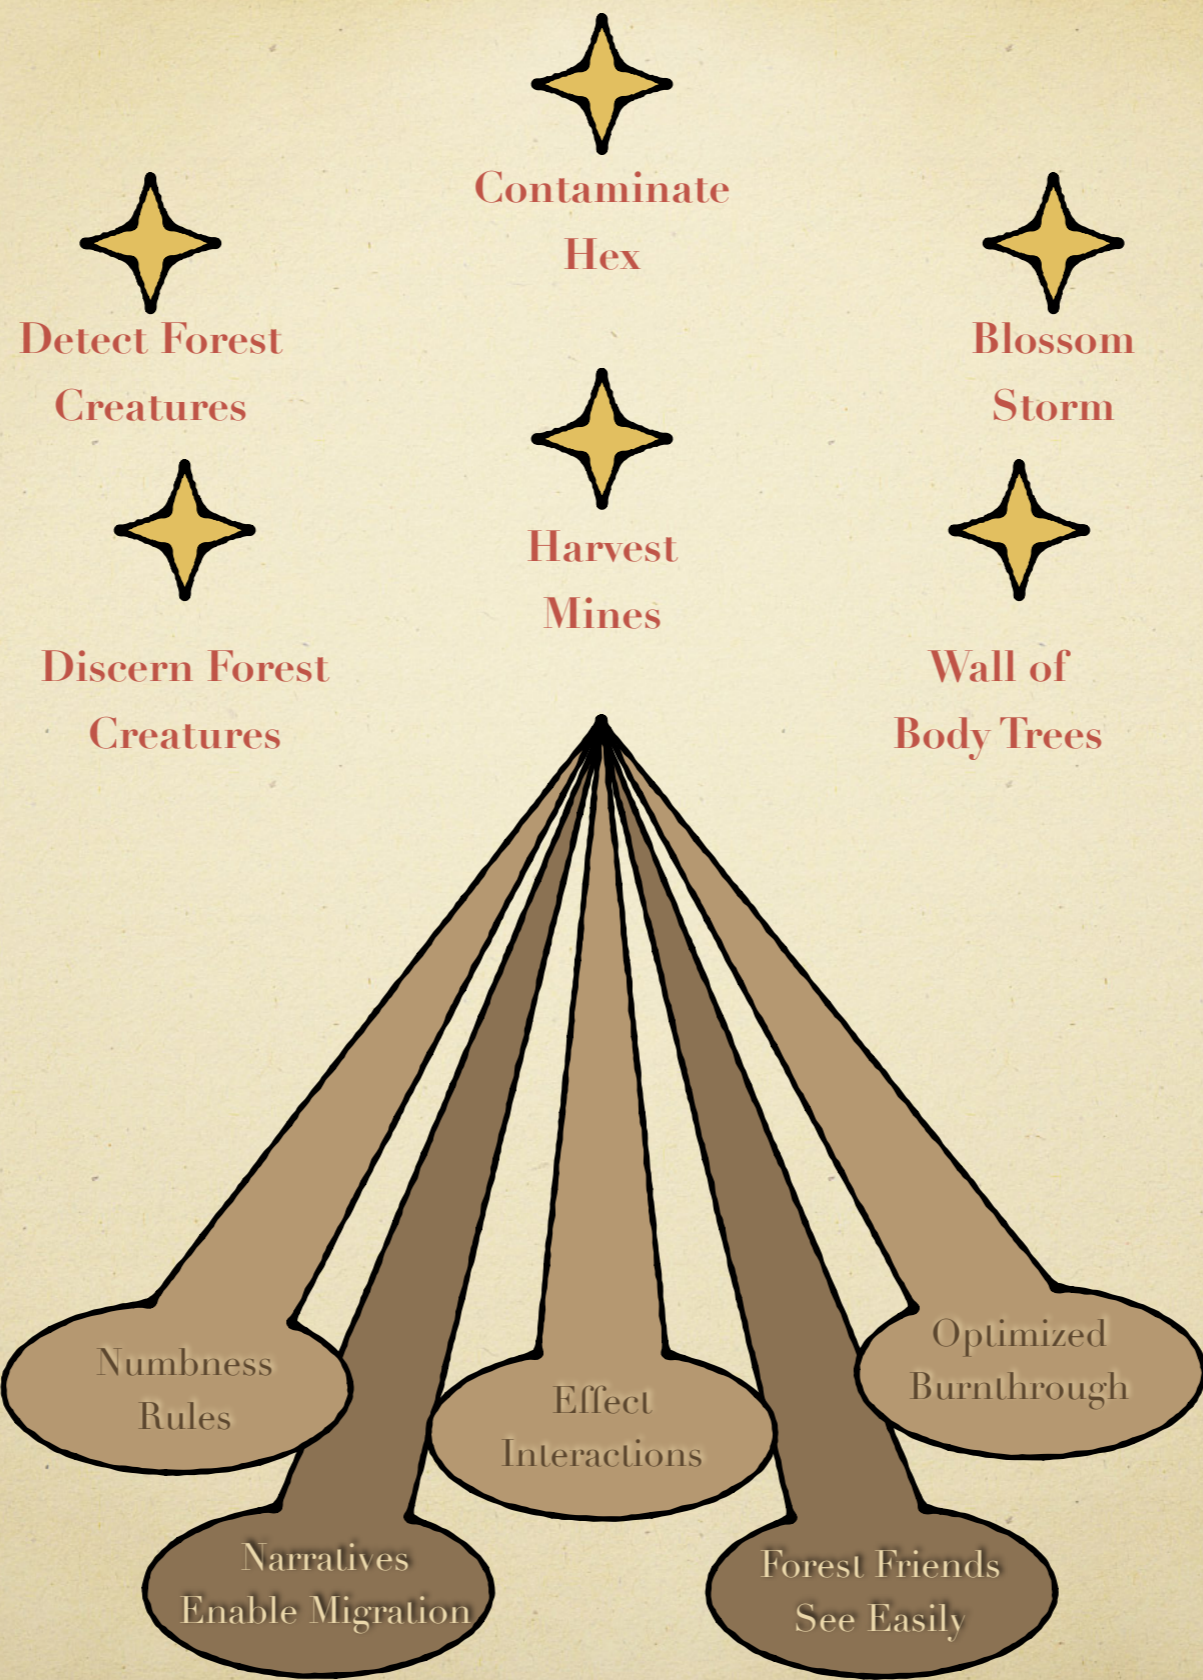 Contaminate
Hex
Detect Forest
Creatures
Blossom
Storm
Harvest
Mines
Discern Forest
Creatures
Wall of
Body Trees
Numbness
Rules
Optimized
Burnthrough
Effect
Interactions
Narratives
Enable Migration
Forest Friends
See Easily